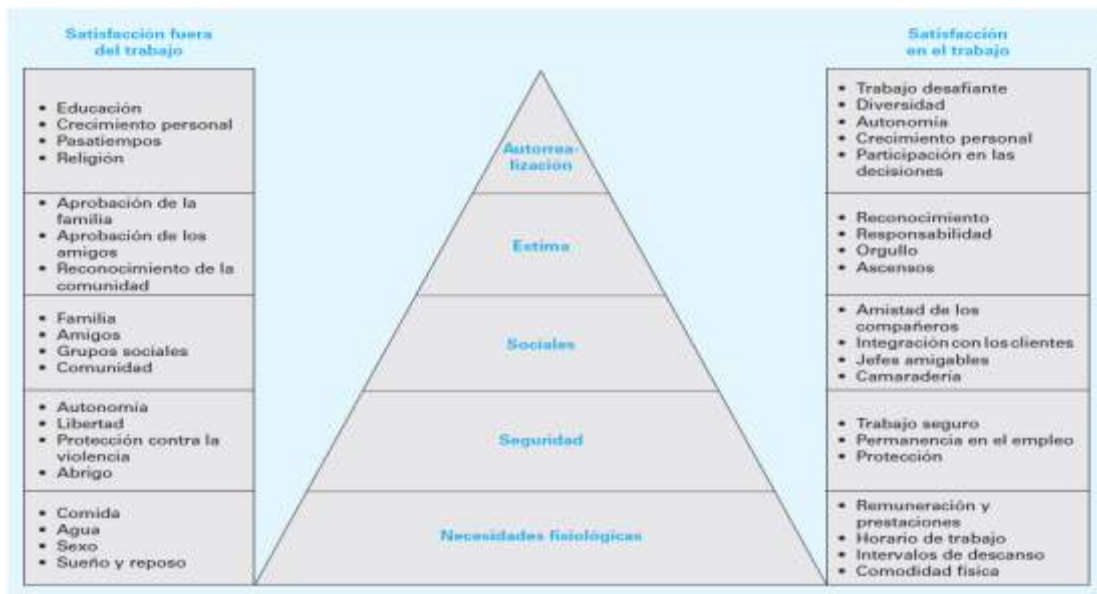 Satisfacción fuera
del trabajo
• Educación
• Crecimiento personal
• Pasatiempos
• Religión
• Aprobación de la
familia
• Aprobación de los
amigos
• Reconocimiento de la
comunidad
• Familia
• Amigos
• Grupos sociales
• Comunidad
• Autonomía
• Libertad
• Protección contra la
violencia
• Abrigo
• Comida
• Agua
• Sexo
• Sueño y reposo
Autorrea-
lización
Estima
Sociales
Seguridad
Necesidades fisiológicas
Satisfacción
en el trabajo
• Trabajo desafiante
• Diversidad
• Autonomía
• Crecimiento personal
• Participación en las
decisiones
• Reconocimiento
• Responsabilidad
• Orgullo
• Ascensos
• Amistad de los
compañeros
• Integración con los clientes
• Jefes amigables
• Camaradería
• Trabajo seguro
• Permanencia en el empleo
• Protección
• Remuneración y
prestaciones
• Horario de trabajo
• Intervalos de descanso
• Comodidad física